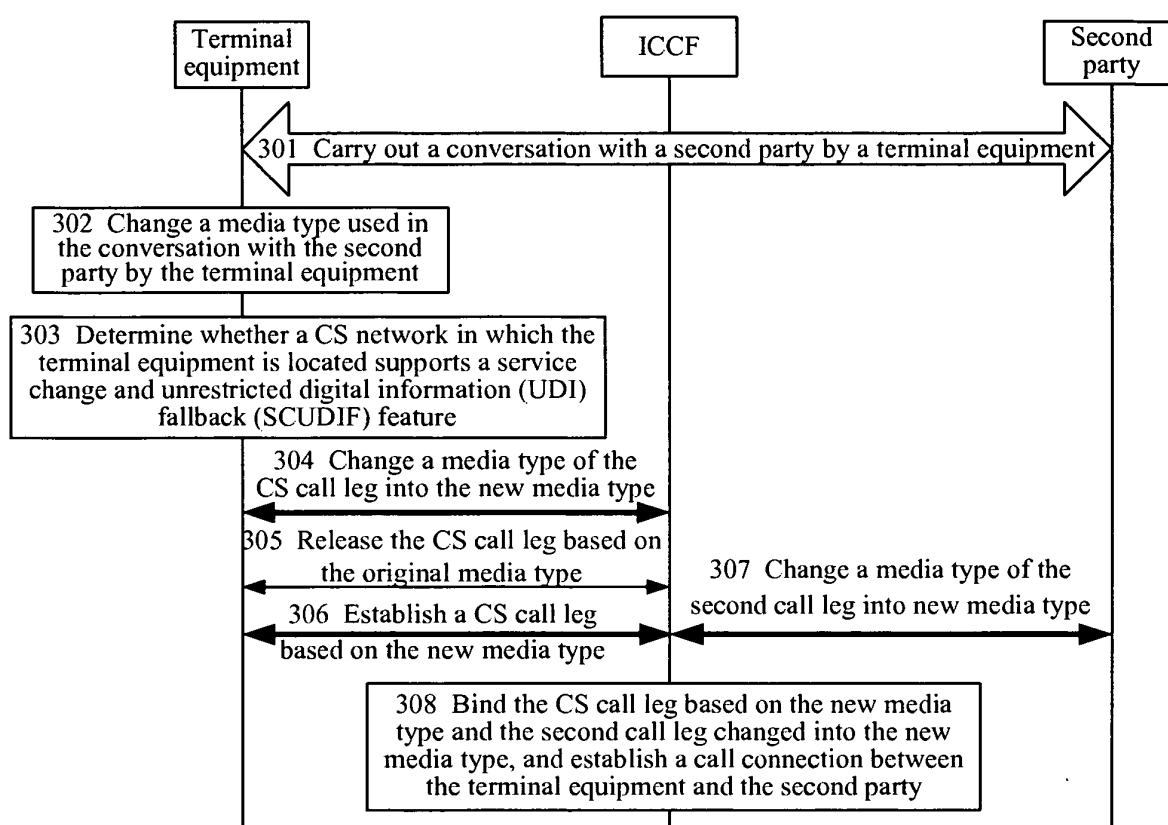 Terminal
equipment
ICCF
Second
party
301 Carry out a conversation with a second party by a terminal equipment
302 Change a media type used in
the conversation with the second
party by the terminal equipment
303 Determine whether a CS network in which the
terminal equipment is located supports a service
change and unrestricted digital information (UDI)
fallback (SCUDIF) feature
304 Change a media type of the
CS call leg into the new media type
305 Release the CS call leg based on
the original media type
307 Change a media type of the
second call leg into new media type
306 Establish a CS call leg
based on the new media type
308 Bind the CS call leg based on the new media
type and the second call leg changed into the new
media type, and establish a call connection between
the terminal equipment and the second party